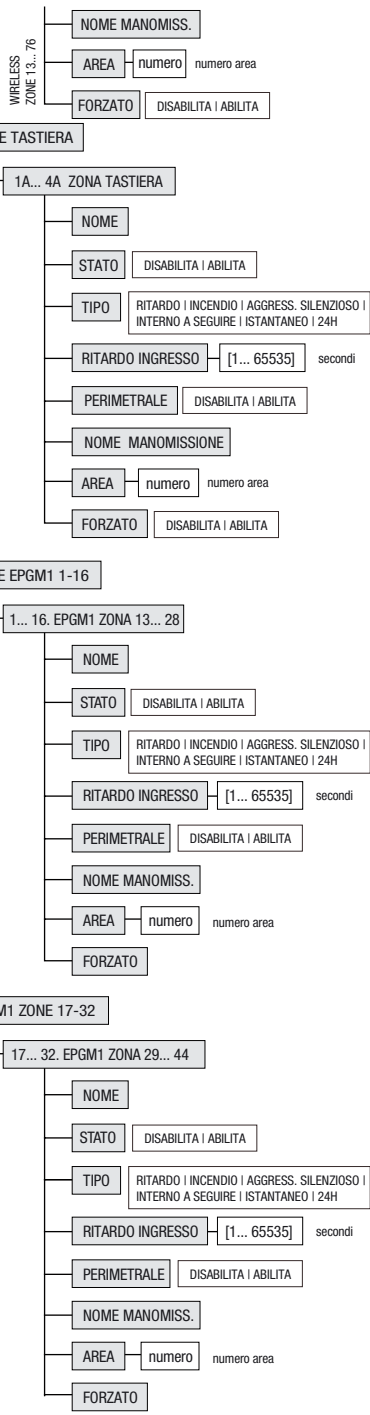 NOME MANOMISS.
WIRELESS
ZONE 13... 76
AREA numero numero area
FORZATO DISABILITA I ABILITA
E TASTIERA
1A... 4A ZONA TASTIERA
NOME
STATO DISABILITA I ABILITA
TIPO RITARDO I INCENDIO I AGGRESS. SILENZIOSO I
INTERNO A SEGUIRE I ISTANTANEO I 24H
RITARDO INGRESSO [1... 65535] secondi
PERIMETRALE DISABILITA I ABILITA
NOME MANOMISSIONE
AREA numero numero area
FORZATO DISABILITA I ABILITA
E EPGM1 1-16
1... 16. EPGM1 ZONA 13... 28
NOME
STATO DISABILITA I ABILITA
TIPO RITARDO I INCENDIO I AGGRESS. SILENZIOSO I
INTERNO A SEGUIRE I ISTANTANEO I 24H
RITARDO INGRESSO [1... 65535] secondi
PERIMETRALE DISABILITA I ABILITA
NOME MANOMISS.
AREA numero numero area
FORZATO
M1 ZONE 17-32
17... 32. EPGM1 ZONA 29... 44
NOME
STATO DISABILITA I ABILITA
TIPO RITARDO I INCENDIO I AGGRESS. SILENZIOSO I
INTERNO A SEGUIRE I ISTANTANEO I 24H
RITARDO INGRESSO [1... 65535] secondi
PERIMETRALE DISABILITA I ABILITA
NOME MANOMISS.
AREA numero numero area
FORZATO